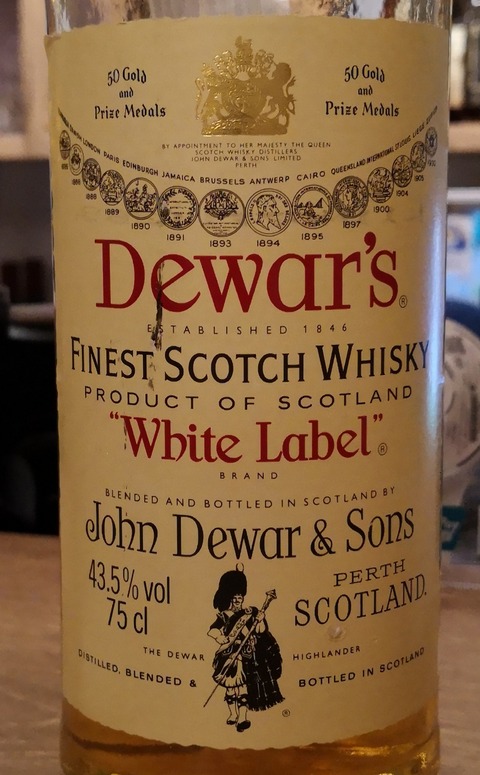 50 Gold
and
Prize Medals
50 Gold
and
Prize Medals
BY APPOINTMENT TO HER MAJESTY THE QUEEN
SCOTCH WHISKY DISTILLERS
JOHN DEWAR & SONS LIMITED
PERTH
LONDON PARIS EDINBURGH JAMAICA BRUSSELS ANTWERP CAIRO QUEENSLAND INTERNATIONAL
1886 1888 1889 1890 1891 1893 1894 1895 1897 1900 1904 1905
Dewar's®
ESTABLISHED 1846
FINEST SCOTCH WHISKY
PRODUCT OF SCOTLAND
"White Label"®
BRAND
BLENDED AND BOTTLED IN SCOTLAND BY
John Dewar & Sons
43.5% vol
75 cl
PERTH
SCOTLAND.
THE DEWAR HIGHLANDER
DISTILLED, BLENDED & BOTTLED IN SCOTLAND
®